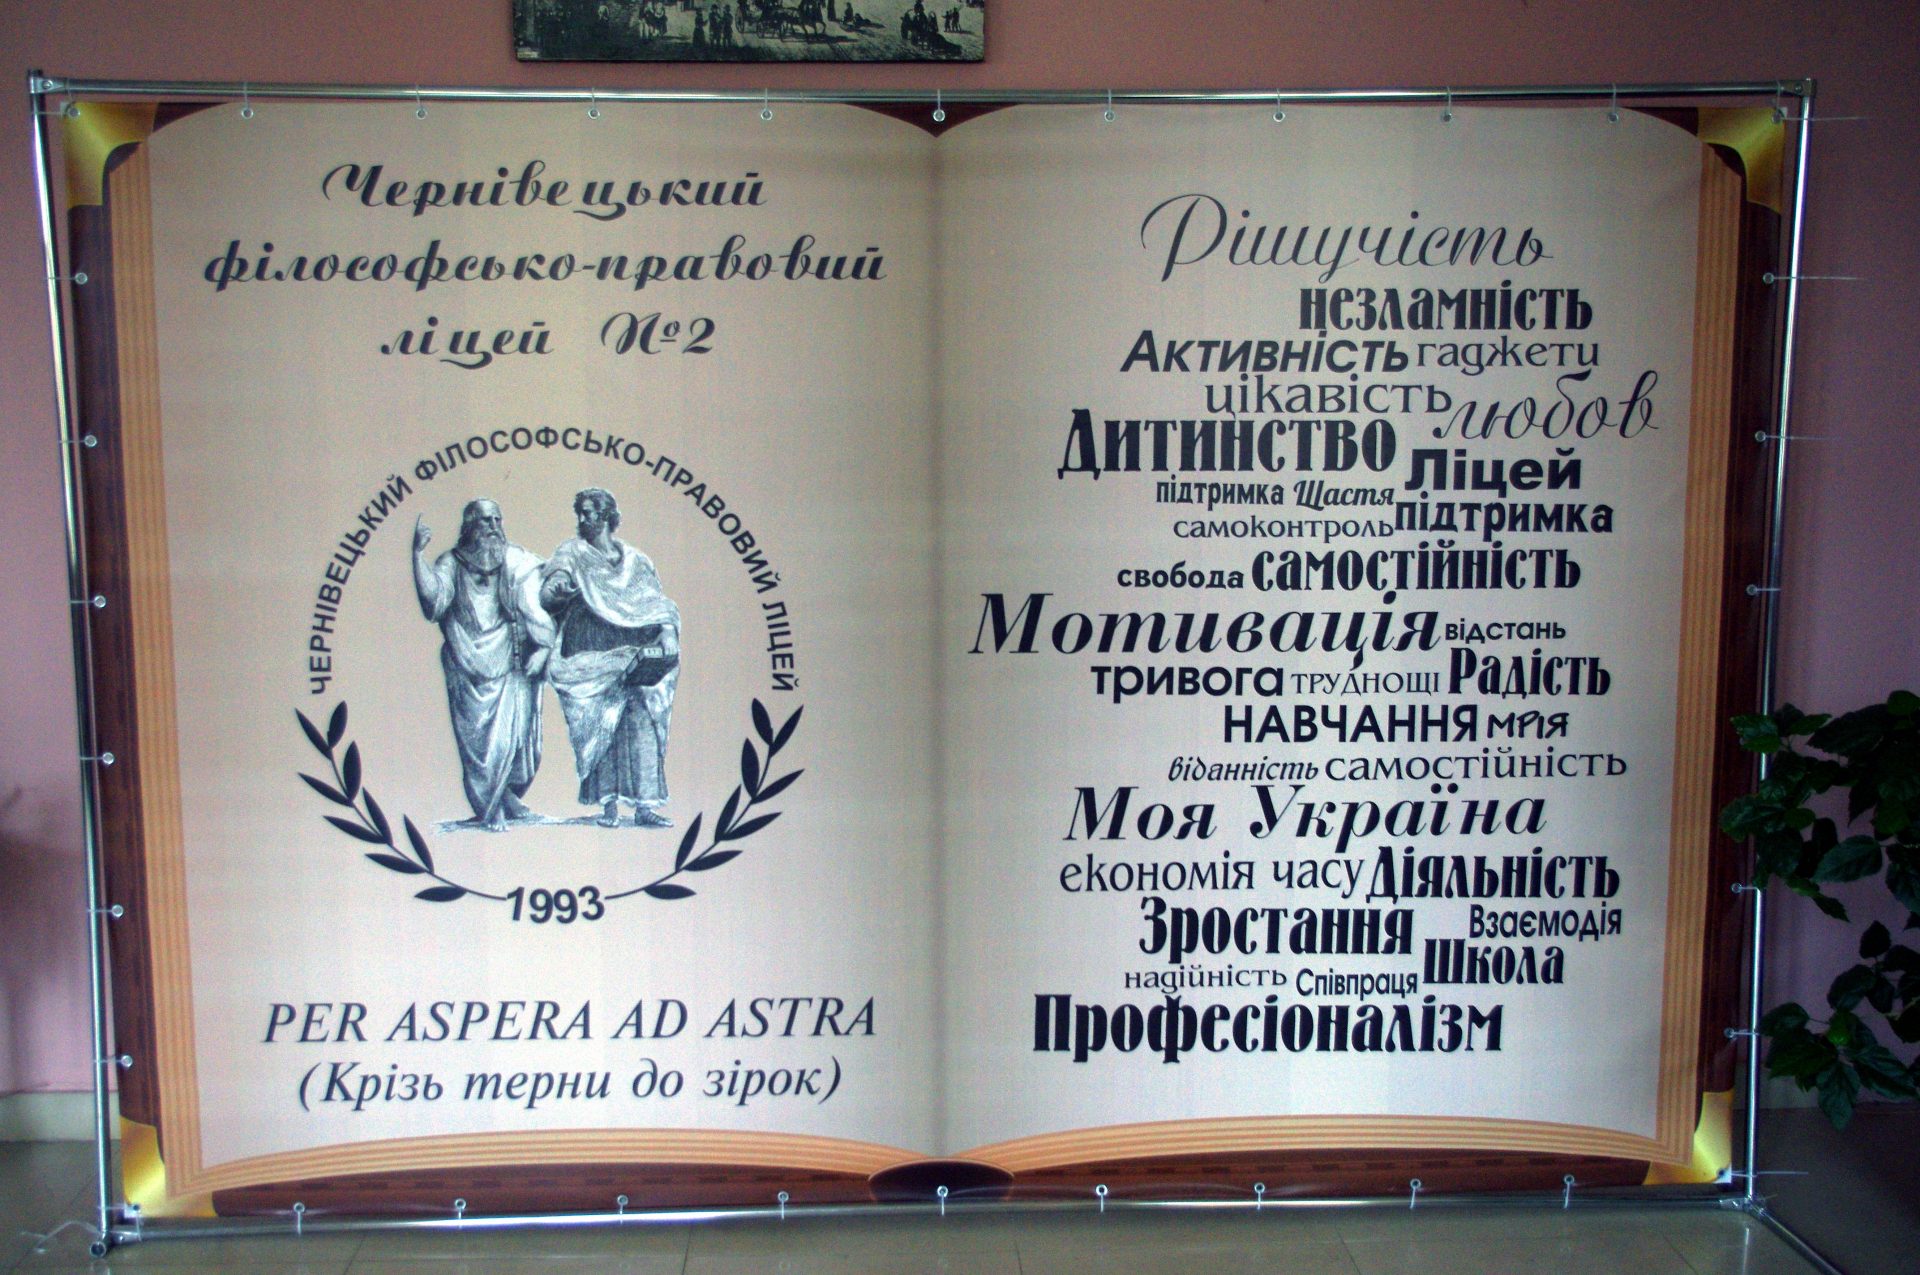 Чернівецький
філософсько-правовий
ліцей №2
ЧЕРНІВЕЦЬКИЙ ФІЛОСОФСЬКО-ПРАВОВИЙ ЛІЦЕЙ
1993
PER ASPERA AD ASTRA
(Крізь терни до зірок)
Рішучість
незламність
Активність гаджети
цікавість любов
Дитинство
Ліцей
підтримка Щастя
самоконтроль підтримка
свобода самостійність
Мотивація відстань
тривога труднощі Радість
НАВЧАННЯ мрія
віданність самостійність
Моя Україна
економія часу Діяльність
Зростання Взаємодія
надійність Співпраця Школа
Професіоналізм